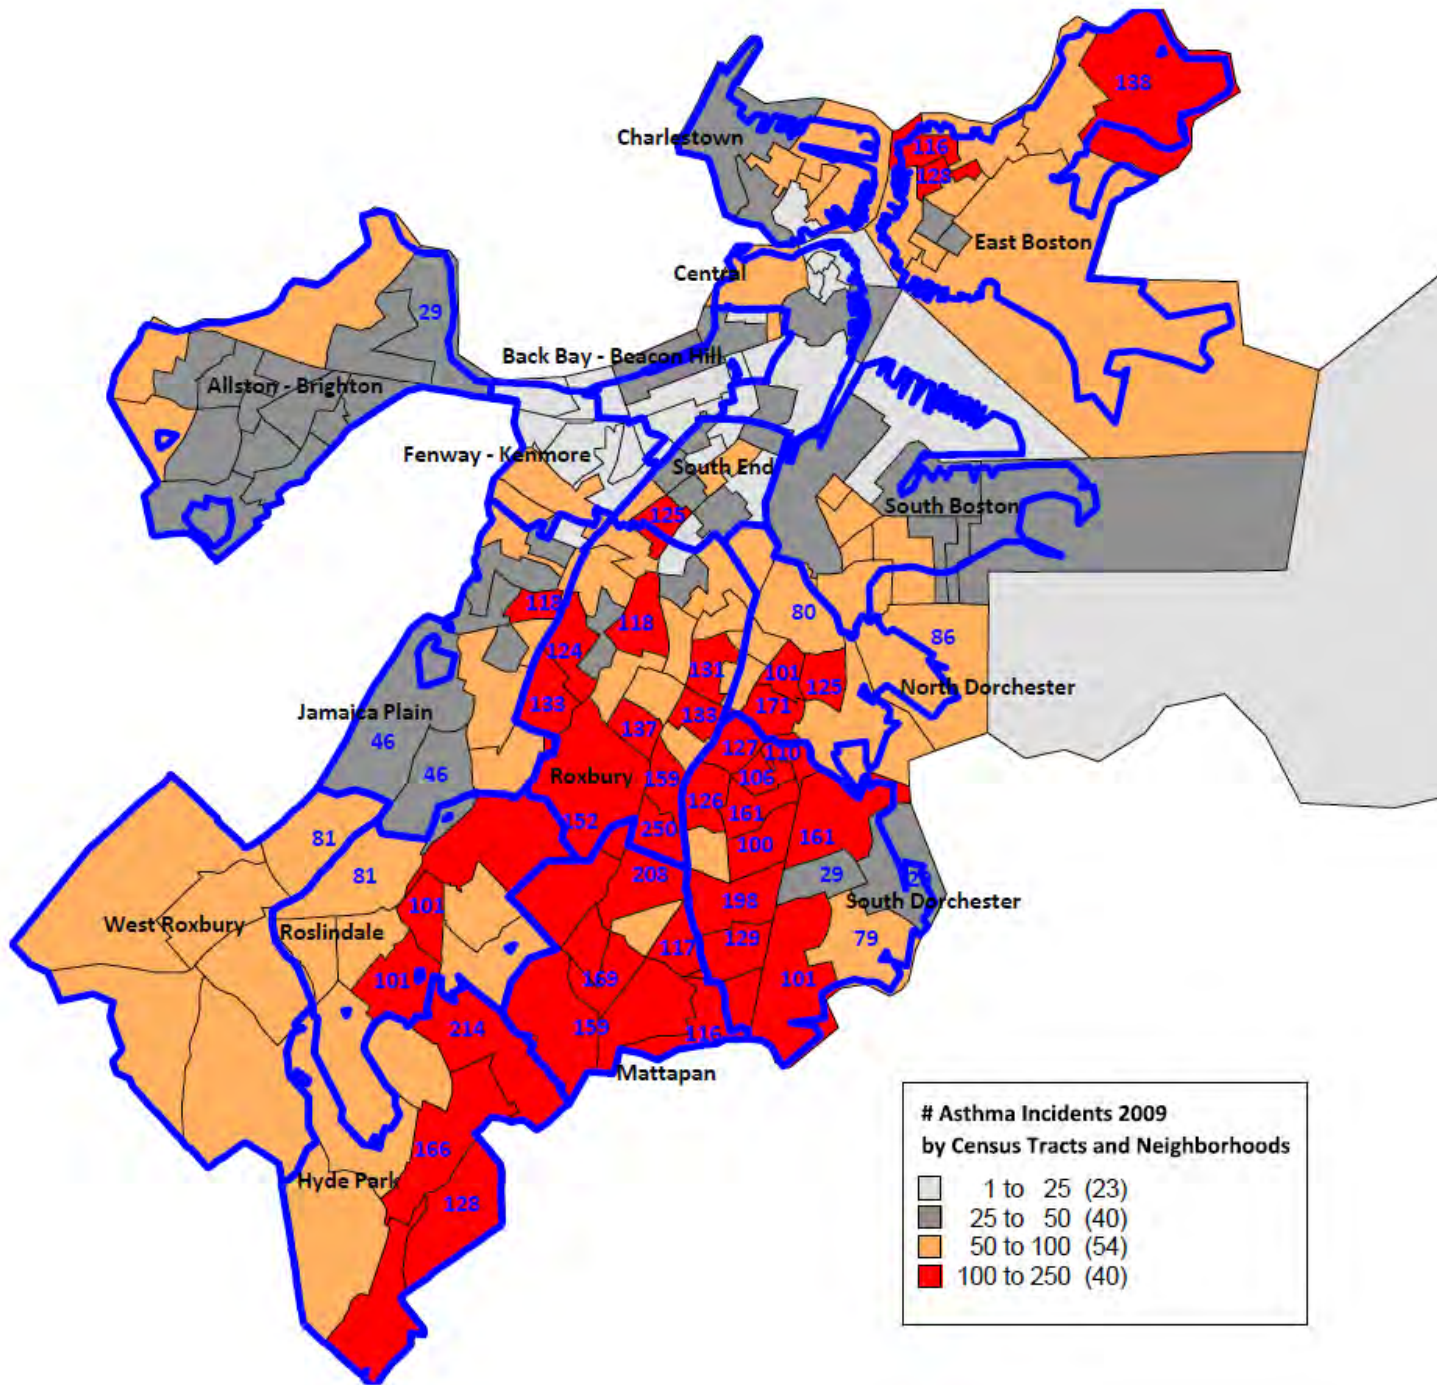 138
Charlestown
116
128
East Boston
Central
29
Back Bay - Beacon Hill
Allston - Brighton
Fenway - Kenmore
South End
South Boston
125
118
118
80
86
124
131
101
125
North Dorchester
133
133
171
Jamaica Plain
46
137
127
110
46
Roxbury
159
106
126
161
152
250
100
161
81
81
208
29
29
101
198
South Dorchester
West Roxbury
Roslindale
117
129
79
101
169
101
214
159
116
Mattapan
166
Hyde Park
128
# Asthma Incidents 2009
by Census Tracts and Neighborhoods
1 to 25 (23)
25 to 50 (40)
50 to 100 (54)
100 to 250 (40)